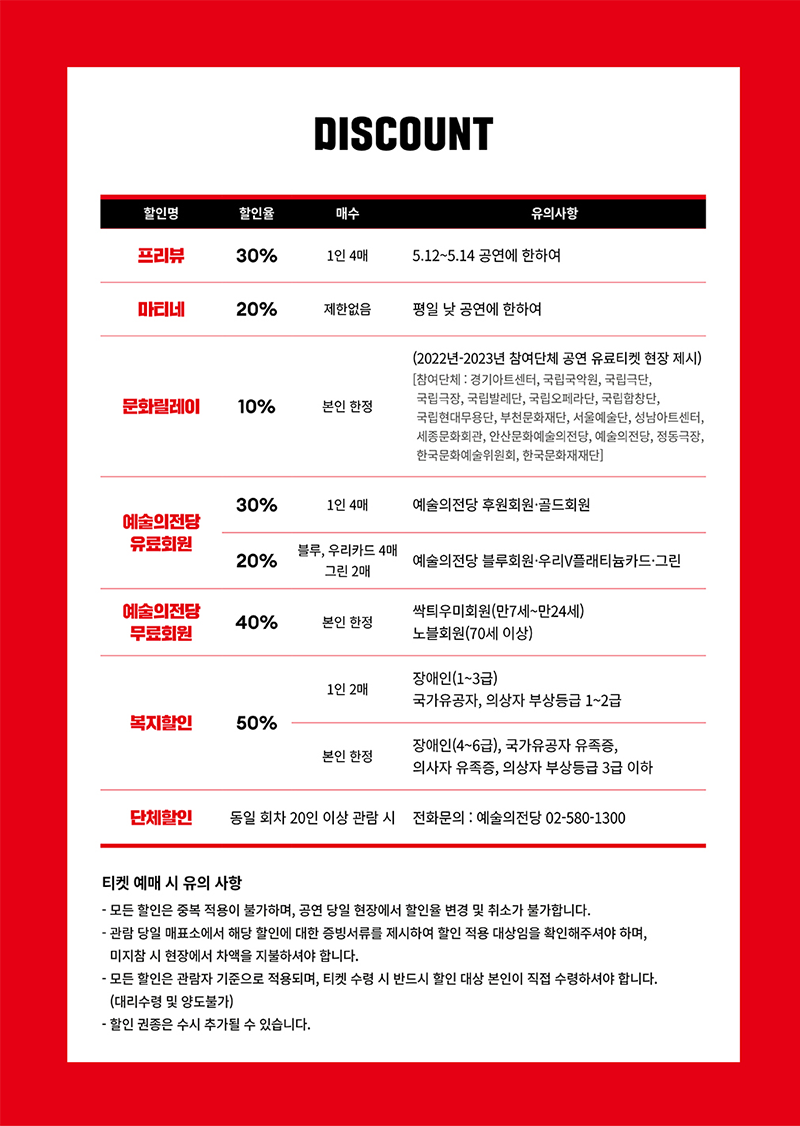 DISCOUNT
할인명 할인율 매수 유의사항
프리뷰 30% 1인 4매 5.12~5.14 공연에 한하여
마티네 20% 제한없음 평일 낮 공연에 한하여
문화릴레이 10% 본인 한정
(2022년-2023년 참여단체 공연 유료티켓 현장 제시)
[참여단체 : 경기아트센터, 국립국악원, 국립극단,
국립극장, 국립발레단, 국립오페라단, 국립합창단,
국립현대무용단, 부천문화재단, 서울예술단, 성남아트센터,
세종문화회관, 안산문화예술의전당, 예술의전당, 정동극장,
한국문화예술위원회, 한국문화재재단]
예술의전당
유료회원
30% 1인 4매 예술의전당 후원회원·골드회원
20%
블루, 우리카드 4매
그린 2매
예술의전당 블루회원·우리V플래티늄카드·그린
예술의전당
무료회원
40% 본인 한정
싹틔우미회원(만7세~만24세)
노블회원(70세 이상)
복지할인 50%
1인 2매
장애인(1~3급)
국가유공자, 의상자 부상등급 1~2급
본인 한정
장애인(4~6급), 국가유공자 유족증,
의사자 유족증, 의상자 부상등급 3급 이하
단체할인 동일 회차 20인 이상 관람 시 전화문의 : 예술의전당 02-580-1300
티켓 예매 시 유의 사항
- 모든 할인은 중복 적용이 불가하며, 공연 당일 현장에서 할인율 변경 및 취소가 불가합니다.
- 관람 당일 매표소에서 해당 할인에 대한 증빙서류를 제시하여 할인 적용 대상임을 확인해주셔야 하며,
미지참 시 현장에서 차액을 지불하셔야 합니다.
- 모든 할인은 관람자 기준으로 적용되며, 티켓 수령 시 반드시 할인 대상 본인이 직접 수령하셔야 합니다.
(대리수령 및 양도불가)
- 할인 권종은 수시 추가될 수 있습니다.